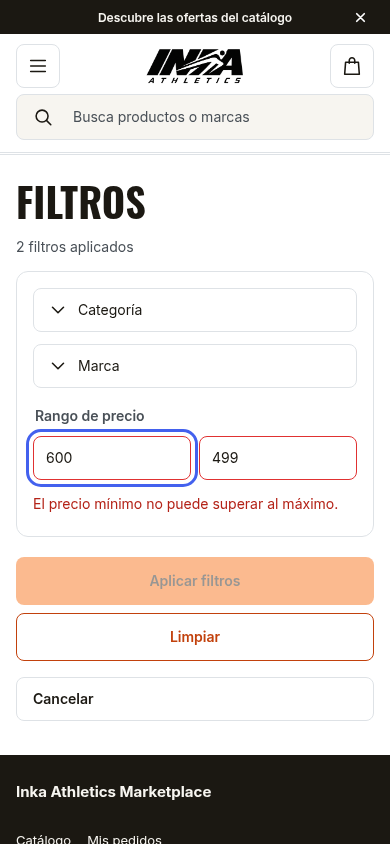 Descubre las ofertas del catálogo
INKA
ATHLETICS
Busca productos o marcas
FILTROS
2 filtros aplicados
Categoría
Marca
Rango de precio
600 499
El precio mínimo no puede superar al máximo.
Aplicar filtros
Limpiar
Cancelar
Inka Athletics Marketplace
Catálogo Mis pedidos